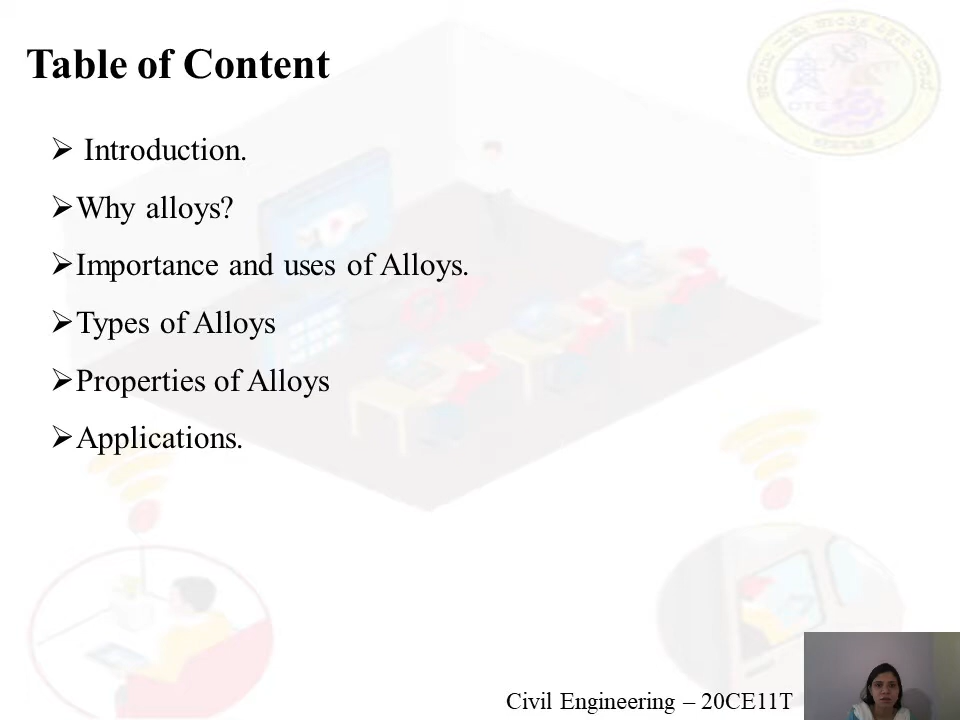 Table of Content
➢ Introduction.
➢Why alloys?
➢Importance and uses of Alloys.
➢Types of Alloys
➢Properties of Alloys
➢Applications.
DTE
Civil Engineering – 20CE11T